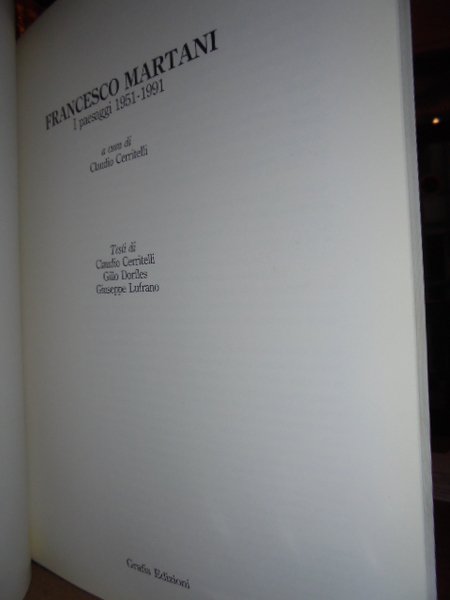 FRANCESCO MARTANI
I paesaggi 1951-1991
a cura di
Claudio Cerritelli
Testi di
Claudio Cerritelli
Gillo Dorfles
Giuseppe Lufrano
Grafis Edizioni